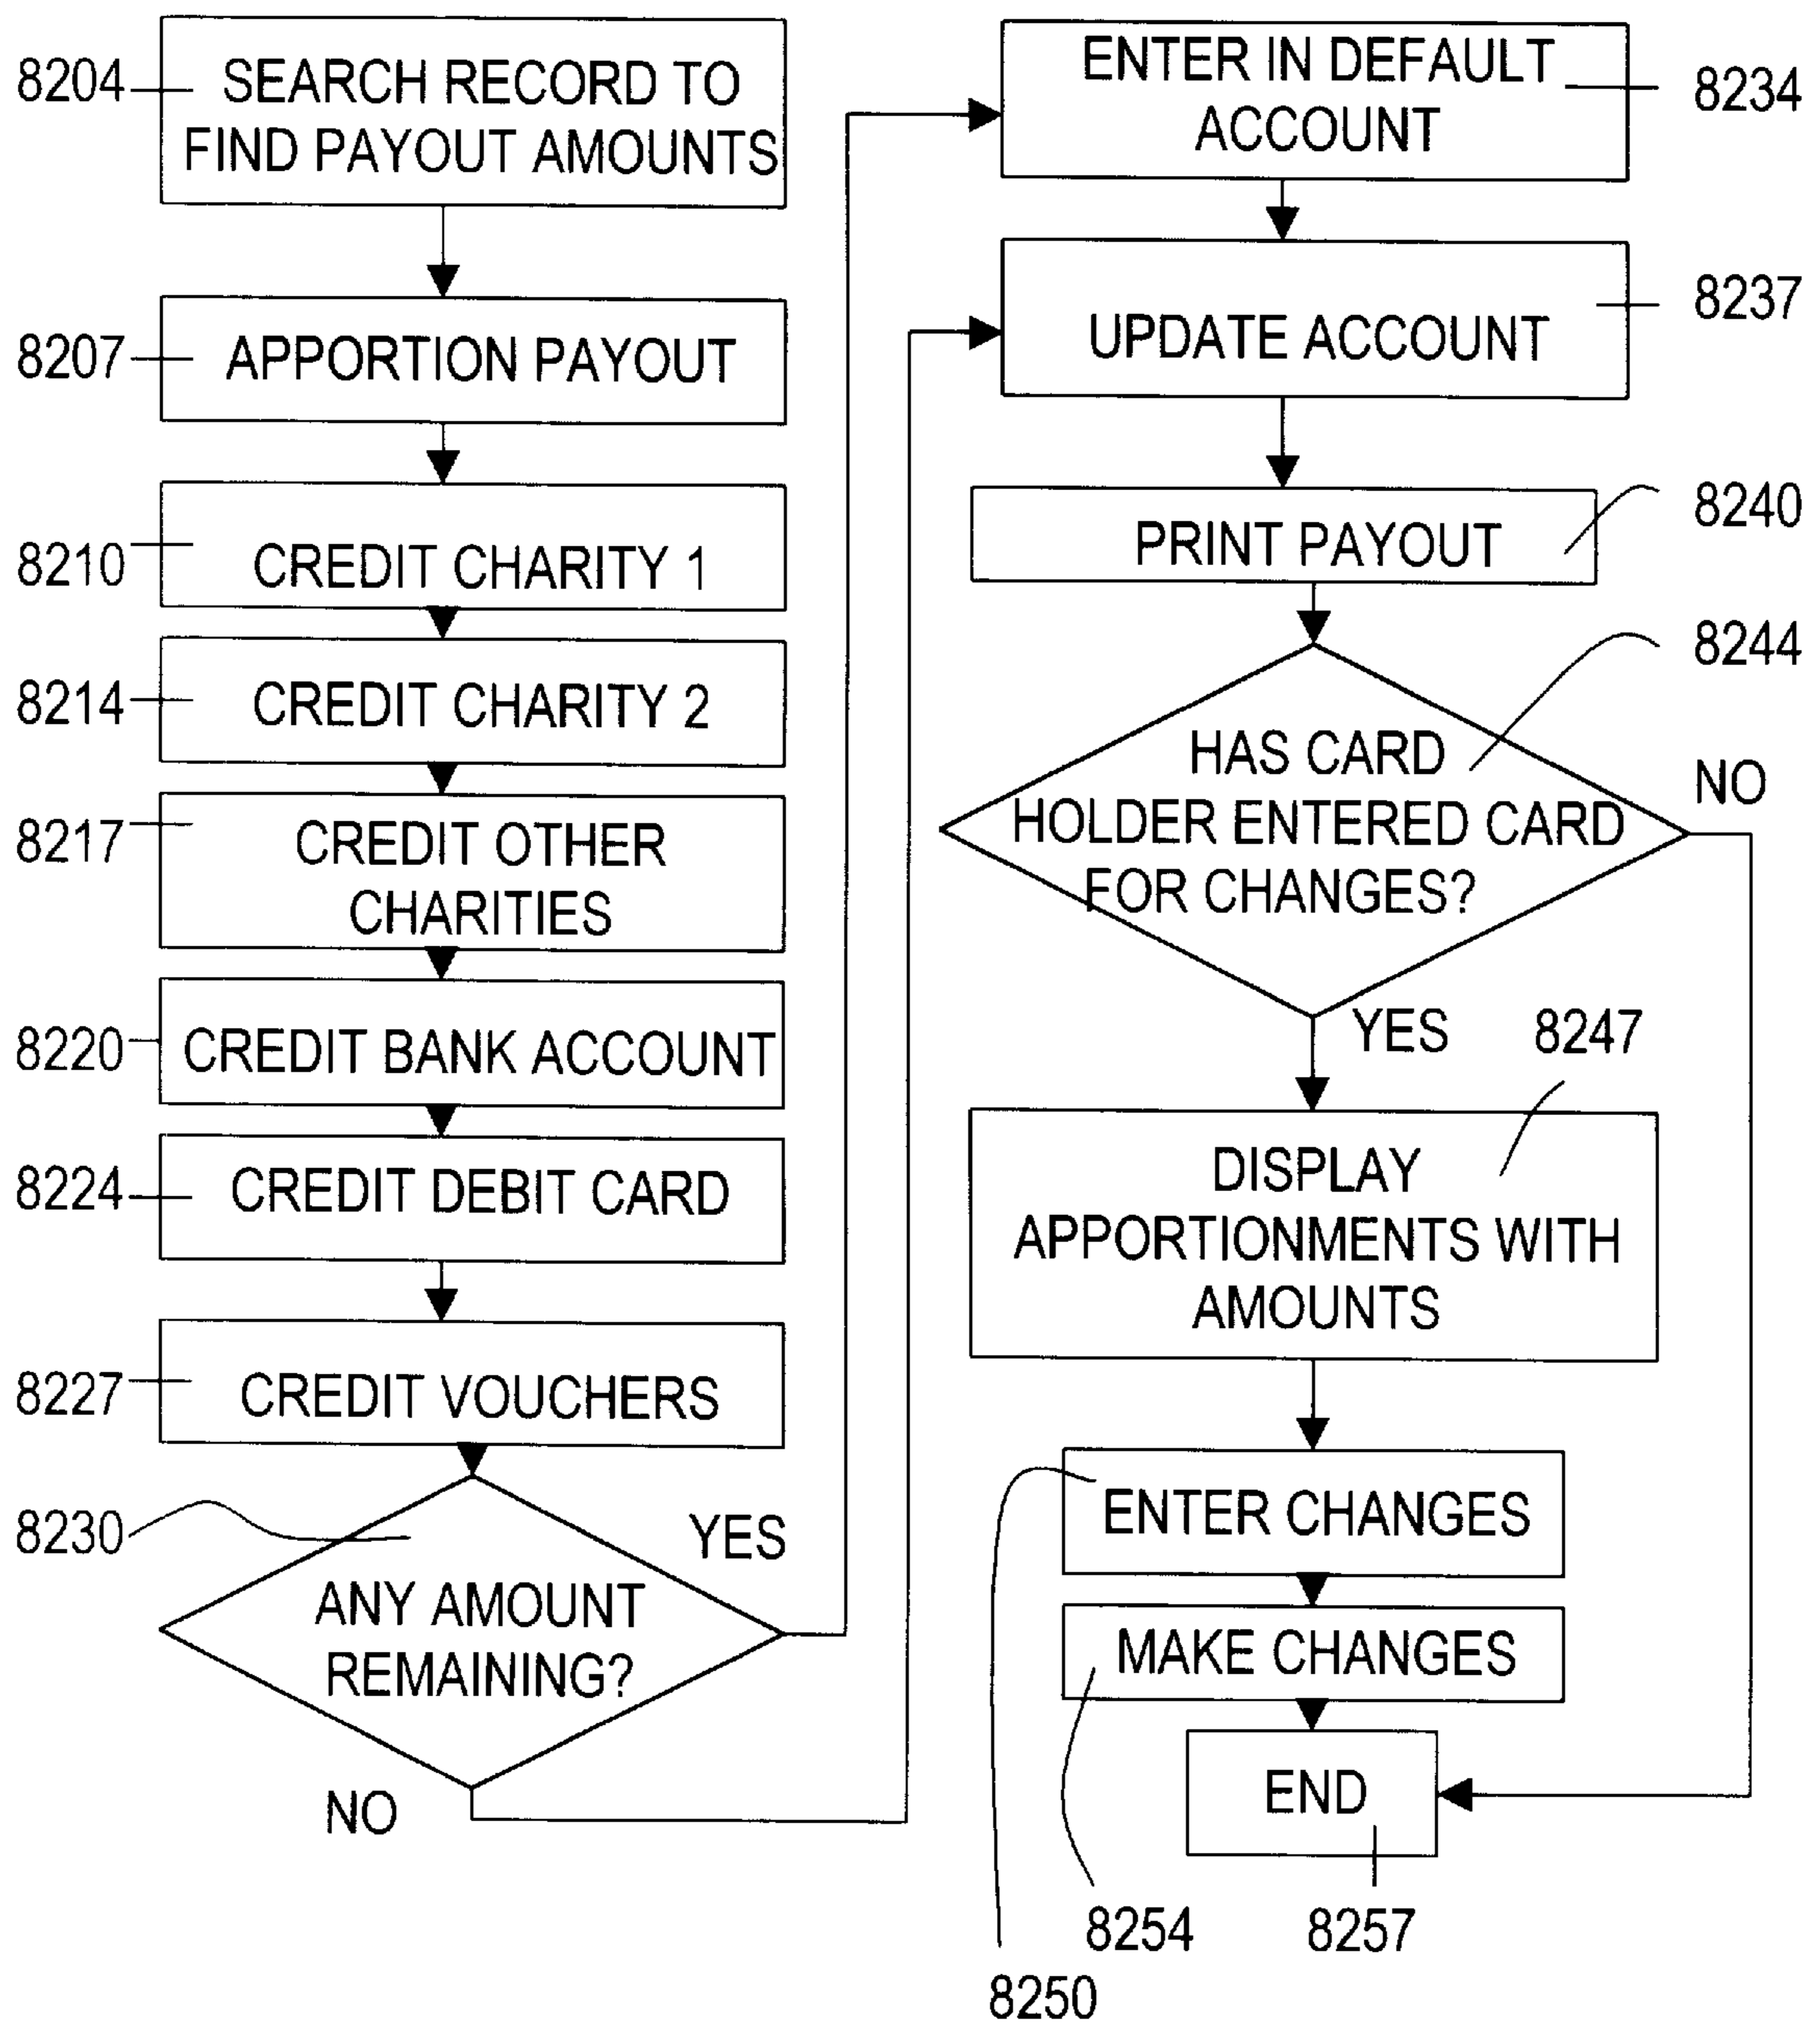 8204
SEARCH RECORD TO
FIND PAYOUT AMOUNTS
8207
APPORTION PAYOUT
8210
CREDIT CHARITY 1
8214
CREDIT CHARITY 2
8217
CREDIT OTHER
CHARITIES
8220
CREDIT BANK ACCOUNT
8224
CREDIT DEBIT CARD
8227
CREDIT VOUCHERS
8230
YES
ANY AMOUNT
REMAINING?
NO
ENTER IN DEFAULT
ACCOUNT
8234
UPDATE ACCOUNT
8237
PRINT PAYOUT
8240
8244
HAS CARD
HOLDER ENTERED CARD
FOR CHANGES?
NO
YES
8247
DISPLAY
APPORTIONMENTS WITH
AMOUNTS
ENTER CHANGES
MAKE CHANGES
END
8254
8257
8250